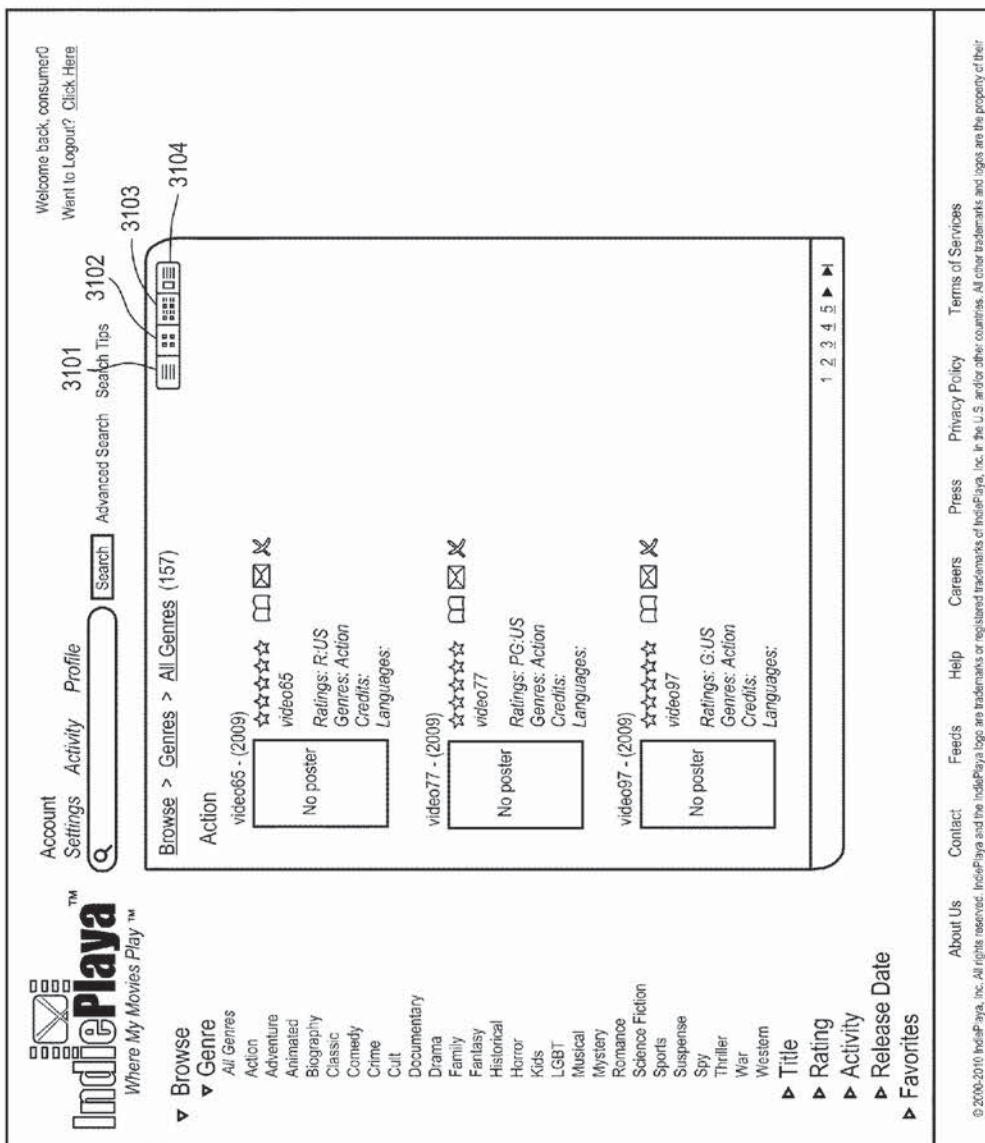 IndiePlaya™
Where My Movies Play ™
Account
Settings Activity Profile
Search Advanced Search Search Tips
Welcome back, consumer0
Want to Logout? Click Here
3101
3102
3103
3104
Browse
Genre
All Genres
Action
Adventure
Animated
Biography
Classic
Comedy
Crime
Cult
Documentary
Drama
Family
Fantasy
Historical
Horror
Kids
LGBT
Musical
Mystery
Romance
Science Fiction
Sports
Suspense
Spy
Thriller
War
Western
Title
Rating
Activity
Release Date
Favorites
Browse > Genres > All Genres (157)
Action
video65 - (2009)
No poster
video65
Ratings: R:US
Genres: Action
Credits:
Languages:
video77 - (2009)
No poster
video77
Ratings: PG:US
Genres: Action
Credits:
Languages:
video97 - (2009)
No poster
video97
Ratings: G:US
Genres: Action
Credits:
Languages:
1 2 3 4 5
About Us Contact Feeds Help Careers Press Privacy Policy Terms of Services
© 2000-2010 IndiePlaya, Inc. All rights reserved. IndiePlaya and the IndiePlaya logo are trademarks or registered trademarks of IndiePlaya, Inc. in the U.S. and/or other countries. All other trademarks and logos are the property of their